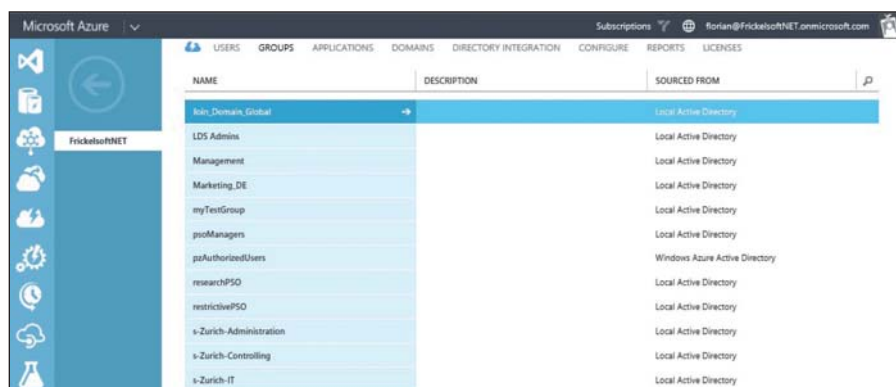 Microsoft Azure
Subscriptions florian@FrickelsoftNET.onmicrosoft.com
USERS GROUPS APPLICATIONS DOMAINS DIRECTORY INTEGRATION CONFIGURE REPORTS LICENSES
NAME DESCRIPTION SOURCED FROM
Join_Domain_Global Local Active Directory
LDS Admins Local Active Directory
FrickelsoftNET
Management Local Active Directory
Marketing_DE Local Active Directory
myTestGroup Local Active Directory
psoManagers Local Active Directory
pzAuthorizedUsers Windows Azure Active Directory
researchPSO Local Active Directory
restrictivePSO Local Active Directory
s-Zurich-Administration Local Active Directory
s-Zurich-Controlling Local Active Directory
s-Zurich-IT Local Active Directory